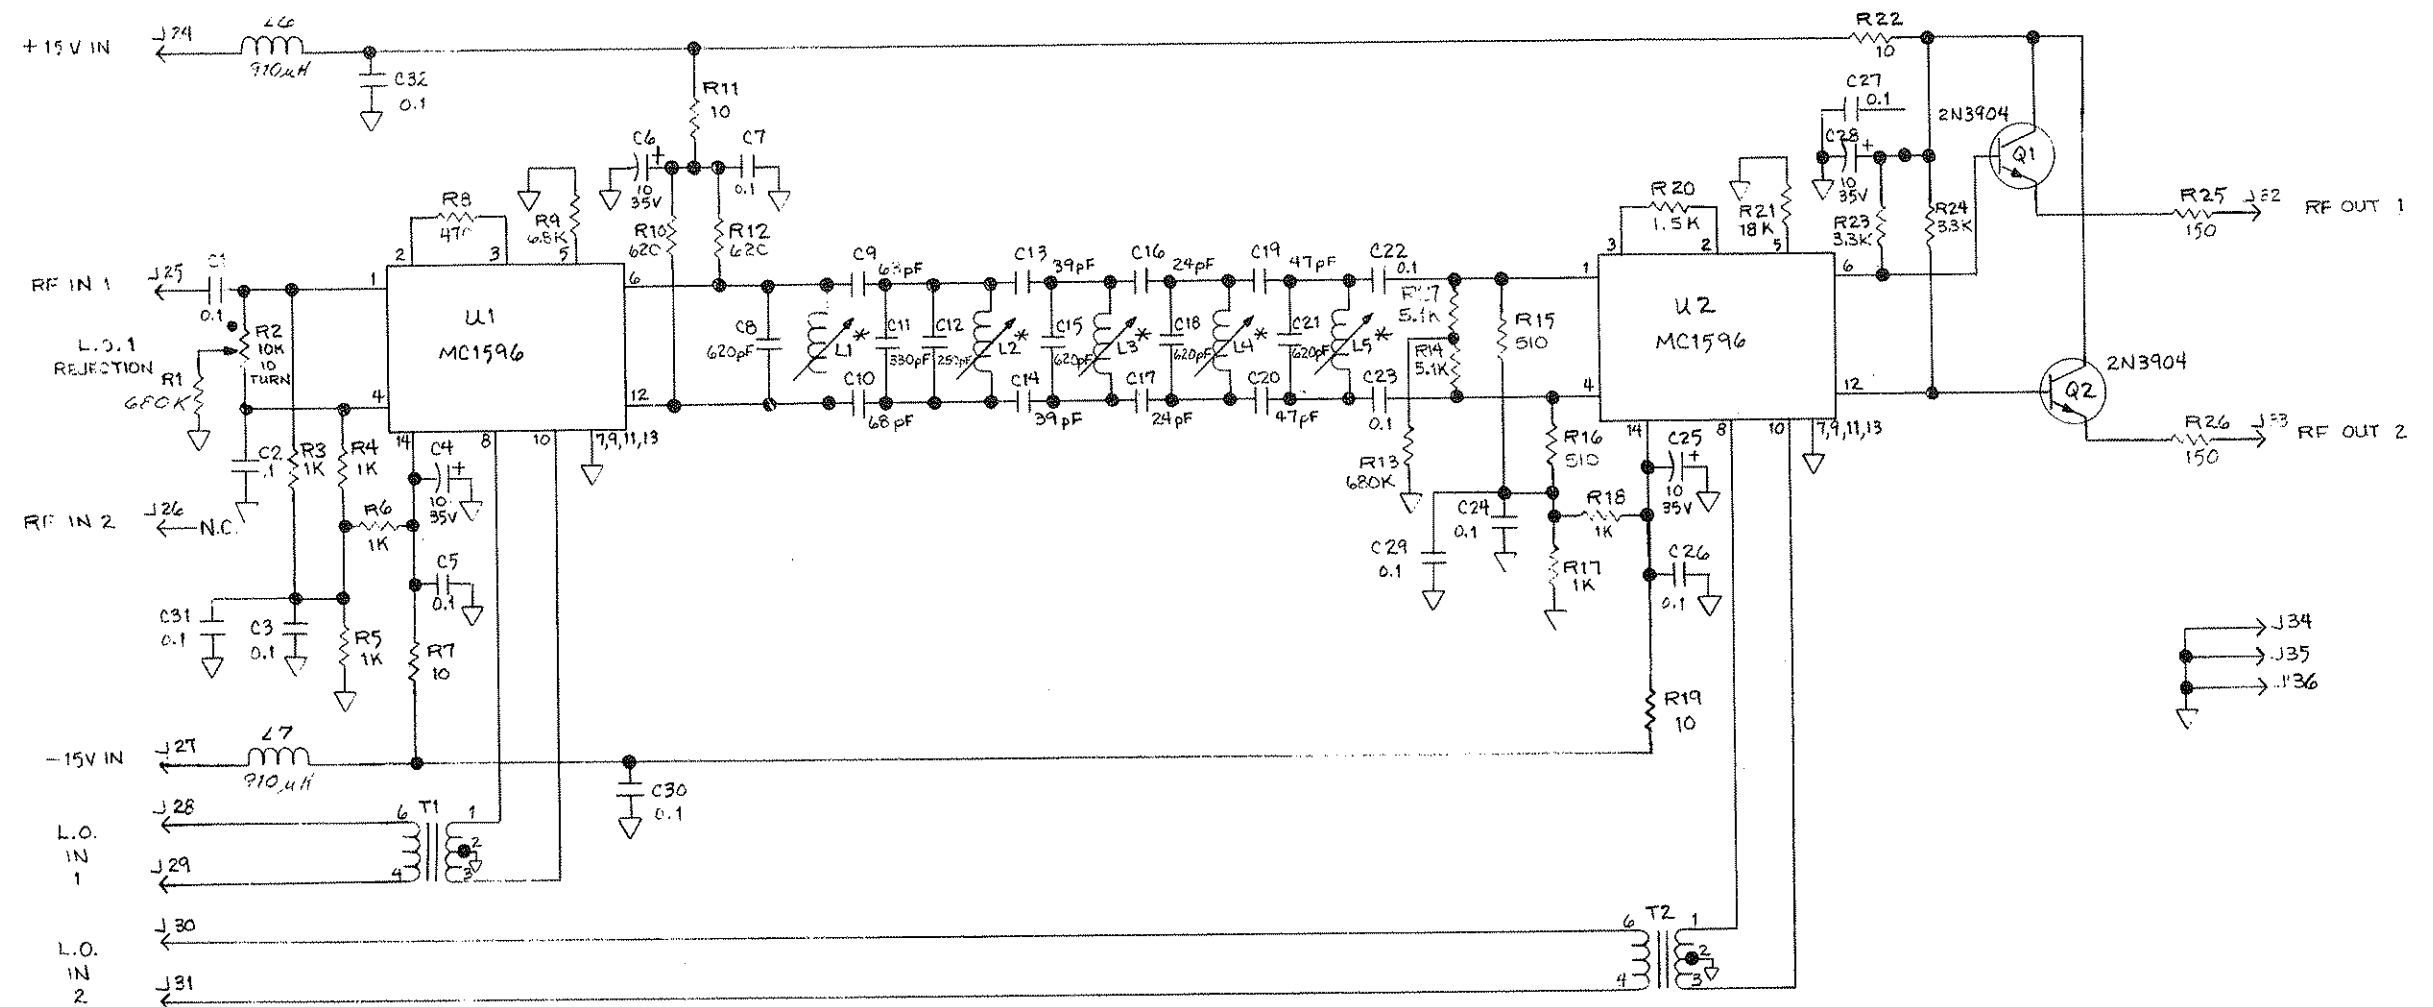 +15V IN
J24
L6
910µH
C32
0.1
R11
10
R22
10
C27
0.1
C28
+
10
35V
2N3904
Q1
R25
150
J32
RF OUT 1
C6
+
10
35V
C7
0.1
R8
470
R9
6.8K
R10
620
R12
620
R20
1.5K
R21
18K
R23
3.3K
R24
3.3K
RF IN 1
J25
C1
0.1
L.O.1
REJECTION
R1
680K
R2
10K
10
TURN
2
3
5
1
6
U1
MC1596
4
12
14
8
10
7,9,11,13
C8
620pF
L1
*
C9
C10
68pF
C11
330pF
C12
L2
*
C13
39pF
C14
39pF
C15
620pF
L3
*
C16
24pF
C17
24pF
C18
620pF
L4
*
C19
47pF
C20
47pF
C21
620pF
L5
*
C22
0.1
C23
0.1
5.1K
R14
5.1K
R15
510
3
2
5
1
6
U2
MC1596
4
12
14
8
10
7,9,11,13
2N3904
Q2
R26
150
J33
RF OUT 2
C2
.1
R3
1K
R4
1K
C4
+
10
35V
RF IN 2
J26
N.C.
R6
1K
C5
0.1
C31
0.1
C3
0.1
R5
1K
R7
10
R13
680K
C29
0.1
C24
0.1
R16
510
R18
1K
R17
1K
C25
+
10
35V
C26
0.1
R19
10
J34
J35
J36
-15V IN
J27
L7
910µH
C30
0.1
L.O.
IN
1
J28
J29
6
T1
1
2
4
3
L.O.
IN
2
J30
J31
6
T2
1
2
4
3